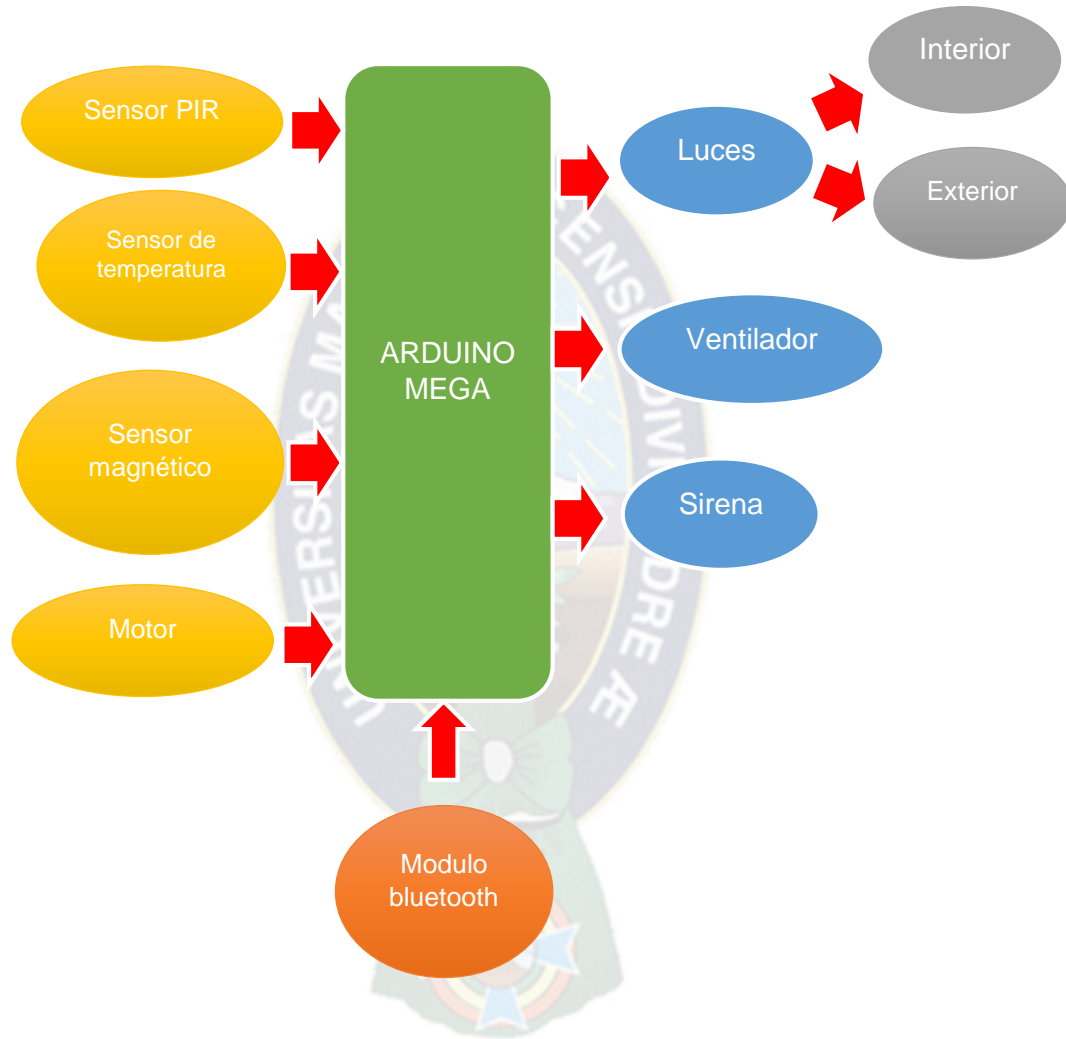 Sensor PIR
Sensor de
temperatura
Sensor
magnético
Motor
ARDUINO
MEGA
Modulo
bluetooth
Luces
Interior
Exterior
Ventilador
Sirena